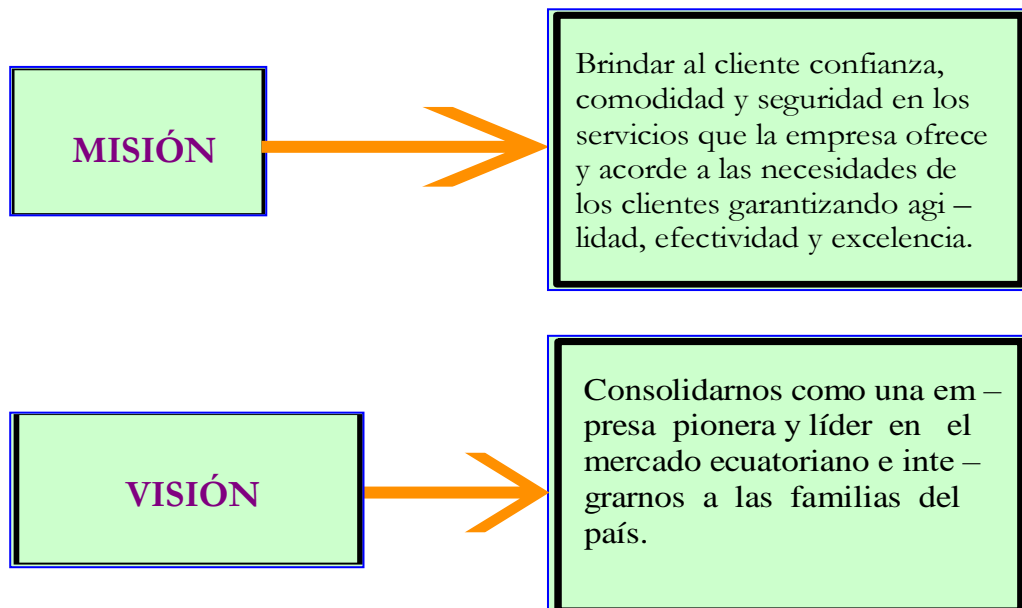 MISIÓN
Brindar al cliente confianza,
comodidad y seguridad en los
servicios que la empresa ofrece
y acorde a las necesidades de
los clientes garantizando agi –
lidad, efectividad y excelencia.
VISIÓN
Consolidarnos como una em –
presa pionera y líder en el
mercado ecuatoriano e inte –
grarnos a las familias del
país.